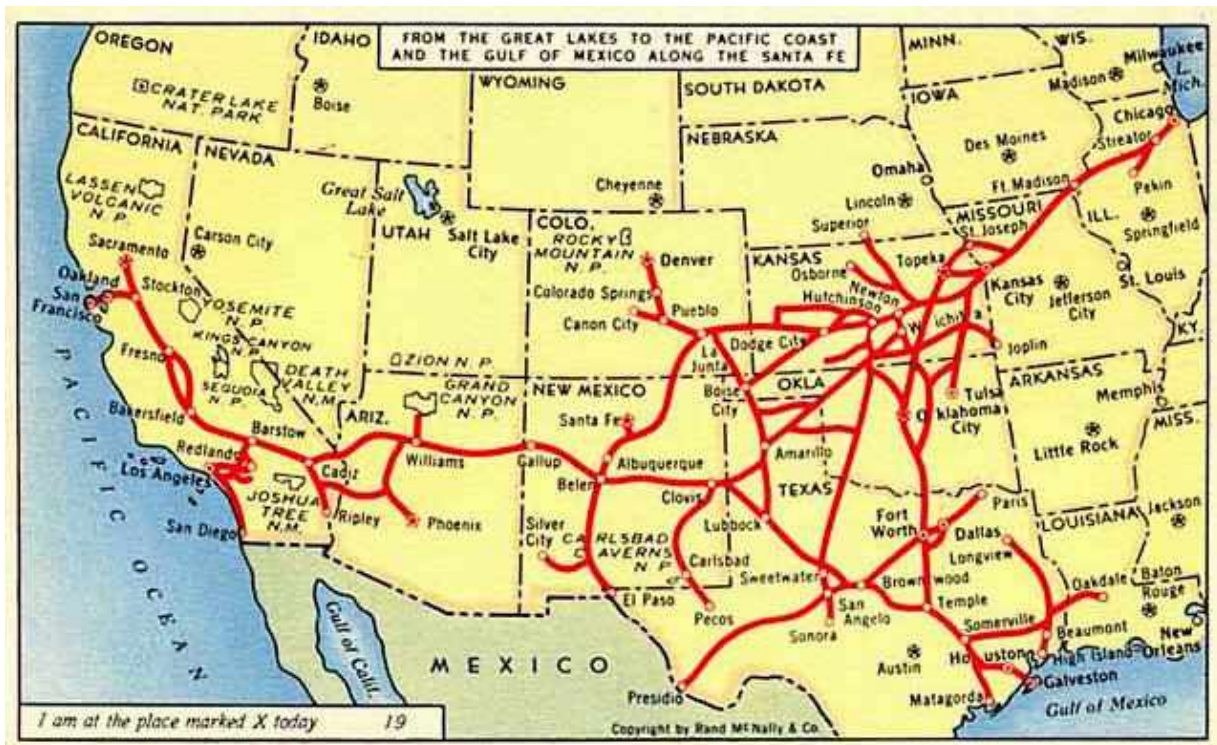 FROM THE GREAT LAKES TO THE PACIFIC COAST
AND THE GULF OF MEXICO ALONG THE SANTA FE
OREGON
IDAHO
MINN.
WIS.
Milwaukee
Madison
L.
Mich.
CRATER LAKE
NAT. PARK
Boise
WYOMING
SOUTH DAKOTA
IOWA
Chicago
Streator
CALIFORNIA
NEVADA
NEBRASKA
Des Moines
Omaha
LASSEN
VOLCANIC
N.P.
Great Salt
Lake
Cheyenne
Lincoln
Ft. Madison
Pekin
Sacramento
Carson City
UTAH
Salt Lake
City
COLO.
ROCKY
MOUNTAIN
N.P.
Superior
MISSOURI
St. Joseph
ILL.
Springfield
Oakland
Stockton
San
Francisco
YOSEMITE
N.P.
Denver
KANSAS
Osborne
Topeka
Colorado Springs
Pueblo
Canon City
Newton
Hutchinson
Wichita
Kansas
City
Jefferson
City
St. Louis
KY.
KINGS CANYON
N.P.
Fresno
SEQUOIA
N.P.
DEATH
VALLEY
N.M.
ZION N.P.
La
Junta
Dodge City
Joplin
GRAND
CANYON
N.P.
NEW MEXICO
Boise
City
OKLA
ARKANSAS
Memphis
Tulsa
Oklahoma
City
MISS.
Bakersfield
Barstow
ARIZ.
Santa Fe
Little Rock
Redlands
Los Angeles
Cadiz
Williams
Gallup
Albuquerque
Belen
Amarillo
JOSHUA
TREE
N.M.
Ripley
Phoenix
Clovis
TEXAS
Lubbock
San Diego
Silver
City
CARLSBAD
CAVERNS
N.P.
Carlsbad
Fort
Worth
Paris
Dallas
Longview
LOUISIANA
Jackson
Sweetwater
Brownwood
Oakdale
Baton
Rouge
El Paso
Pecos
San
Angelo
Sonora
Temple
Somerville
Beaumont
New
Orleans
PACIFIC OCEAN
Gulf of Calif.
MEXICO
Austin
Houston
High Island
Galveston
Presidio
Matagorda
Gulf of Mexico
I am at the place marked X today 19
Copyright by Rand McNally & Co.